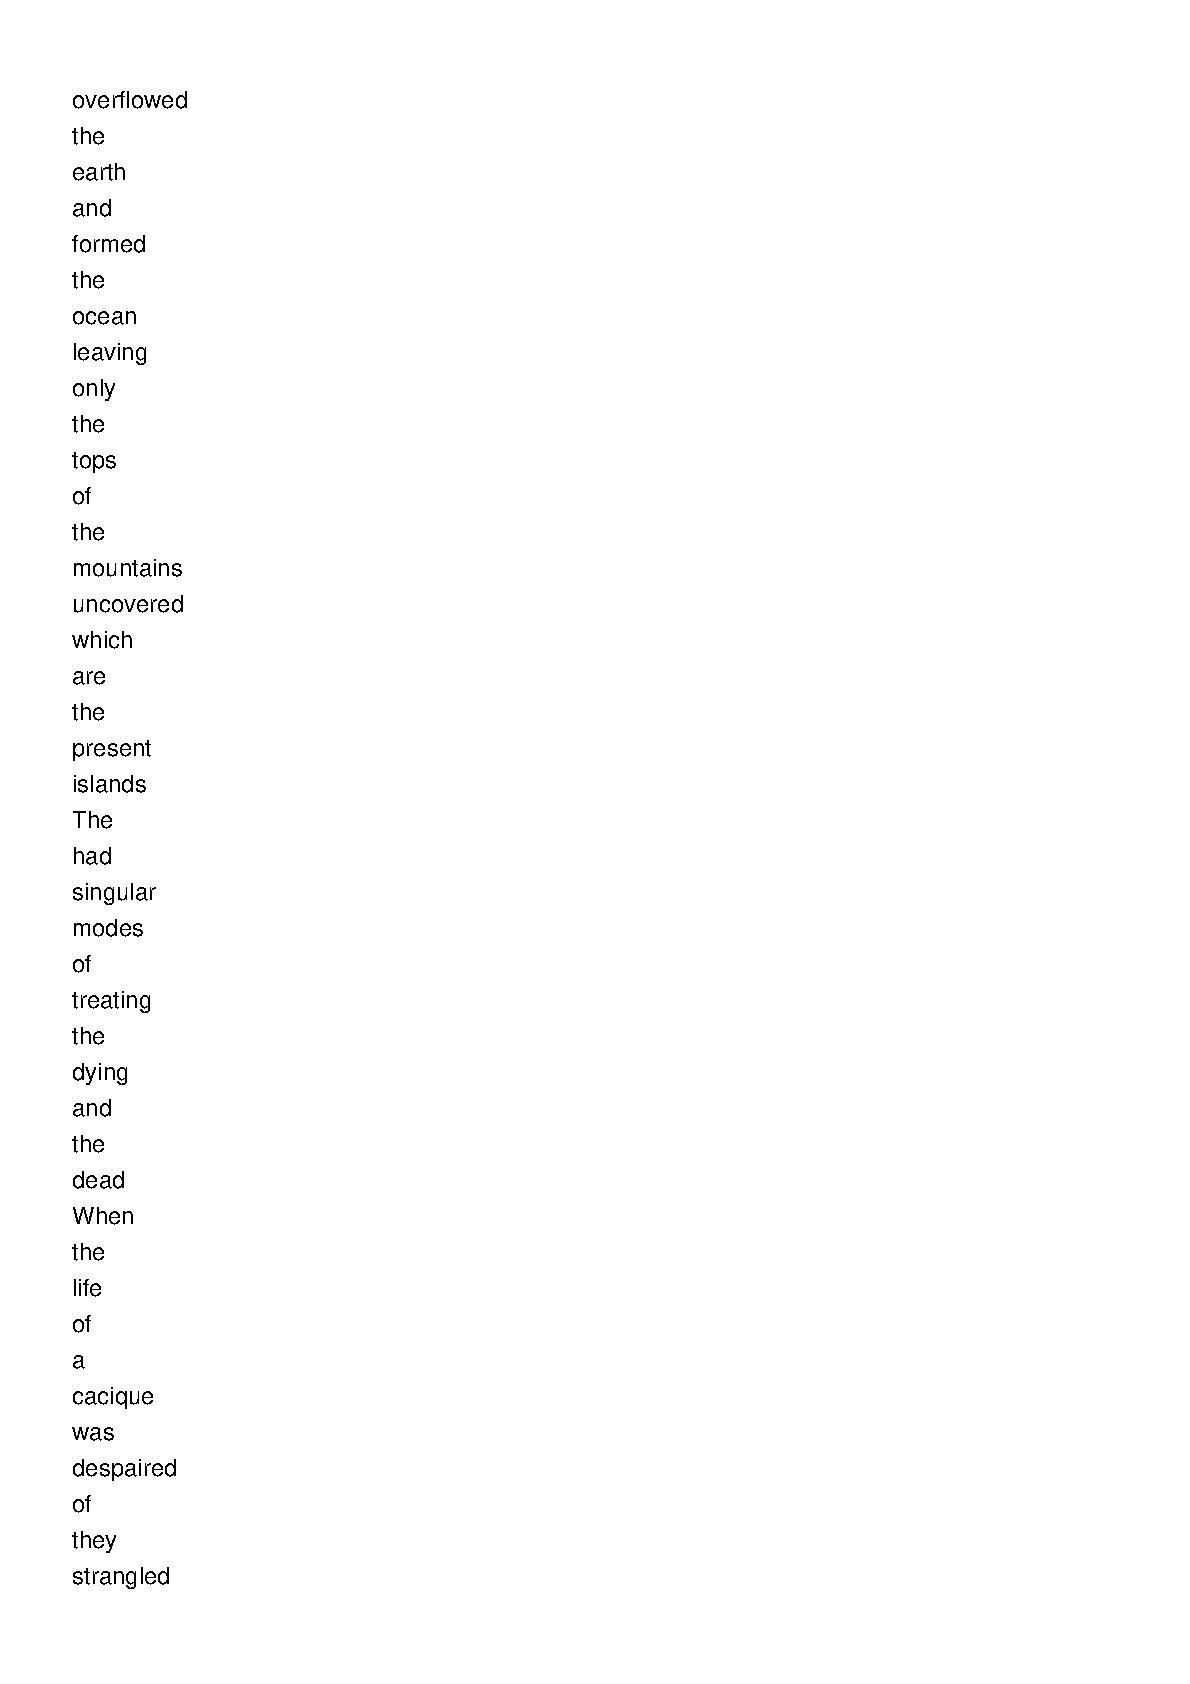 overflowed
the
earth
and
formed
the
ocean
leaving
only
the
tops
of
the
mountains
uncovered
which
are
the
present
islands
The
had
singular
modes
of
treating
the
dying
and
the
dead
When
the
life
of
a
cacique
was
despaired
of
they
strangled